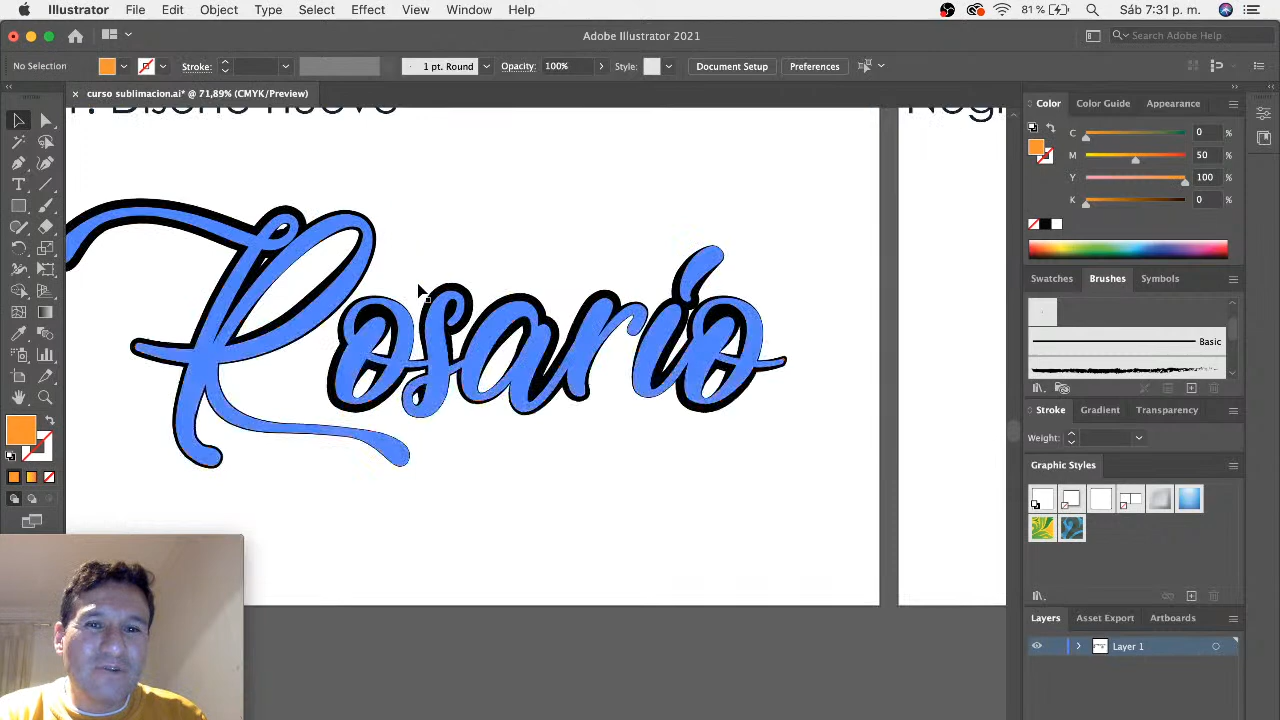 Illustrator File Edit Object Type Select Effect View Window Help 81 % Sáb 7:31 p. m.
Adobe Illustrator 2021
Search Adobe Help
No Selection Stroke: 1 pt. Round Opacity: 100% Style: Document Setup Preferences
curso sublimacion.ai* @ 71,89% (CMYK/Preview)
Diseño nuevo
Rosario
Color Color Guide Appearance
C 0 %
M 50 %
Y 100 %
K 0 %
Swatches Brushes Symbols
Basic
Stroke Gradient Transparency
Weight:
Graphic Styles
Layers Asset Export Artboards
Layer 1